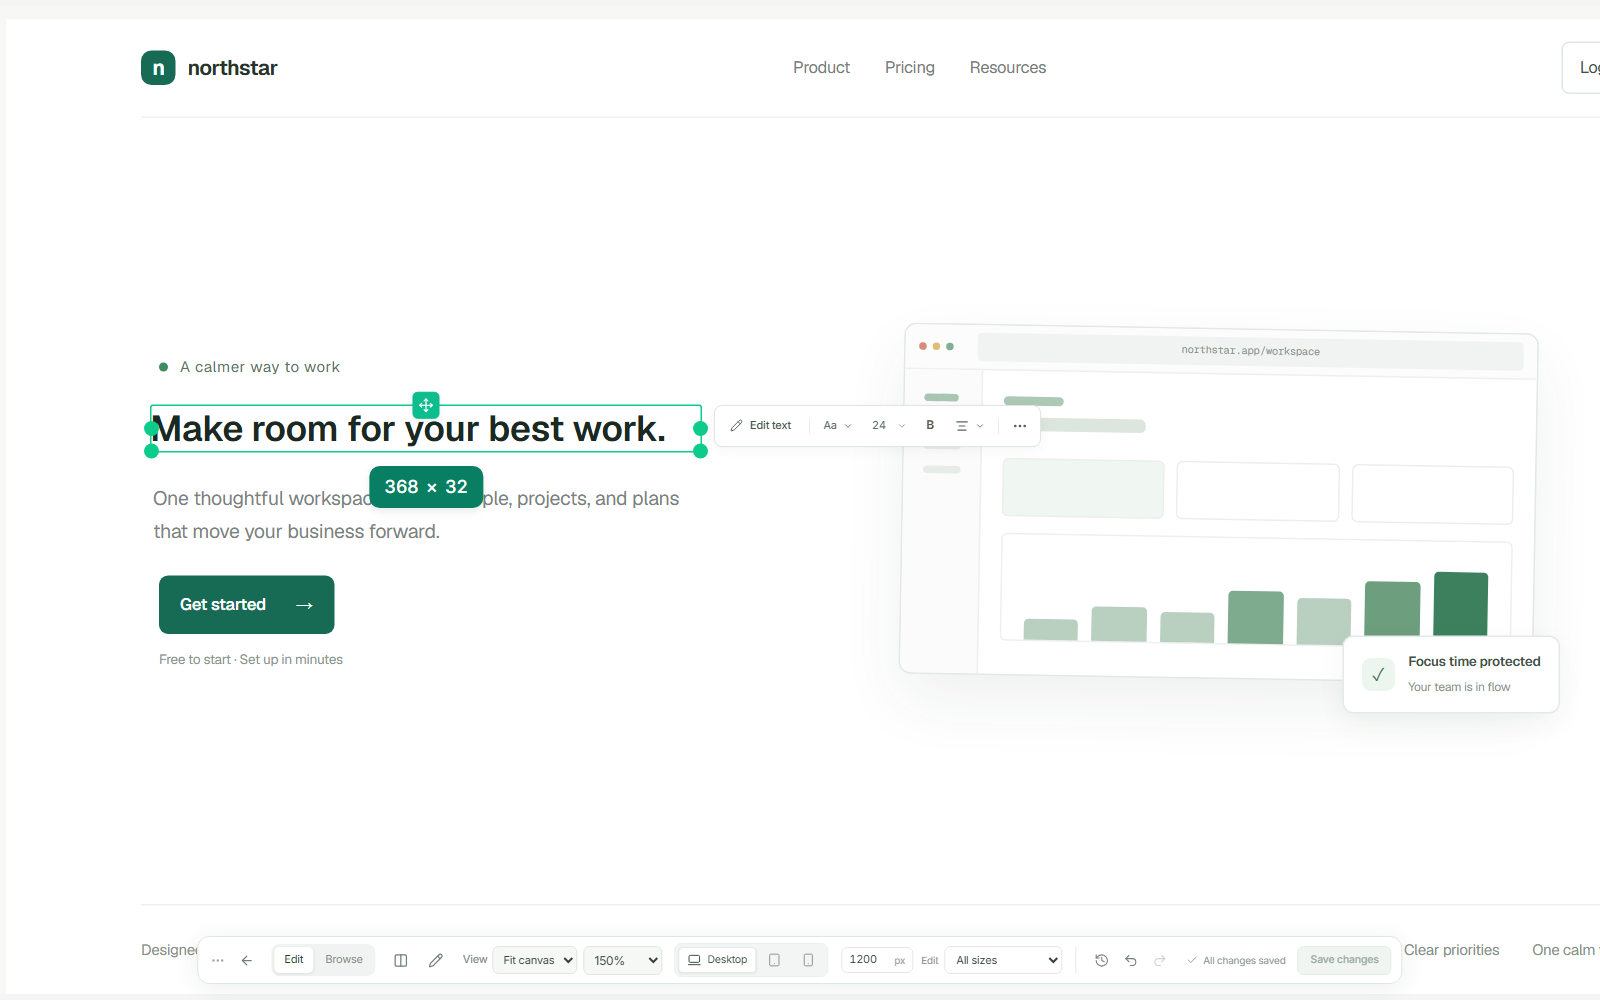 n northstar
Product Pricing Resources
Log
A calmer way to work
Make room for your best work.
Edit text Aa 24 B
368 × 32
One thoughtful workspac ple, projects, and plans
that move your business forward.
Get started →
Free to start · Set up in minutes
northstar.app/workspace
Focus time protected
Your team is in flow
Designed
Clear priorities One calm
Edit Browse View Fit canvas 150% Desktop 1200 px Edit All sizes All changes saved Save changes